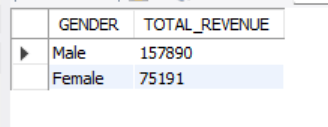 GENDER TOTAL_REVENUE
Male 157890
Female 75191